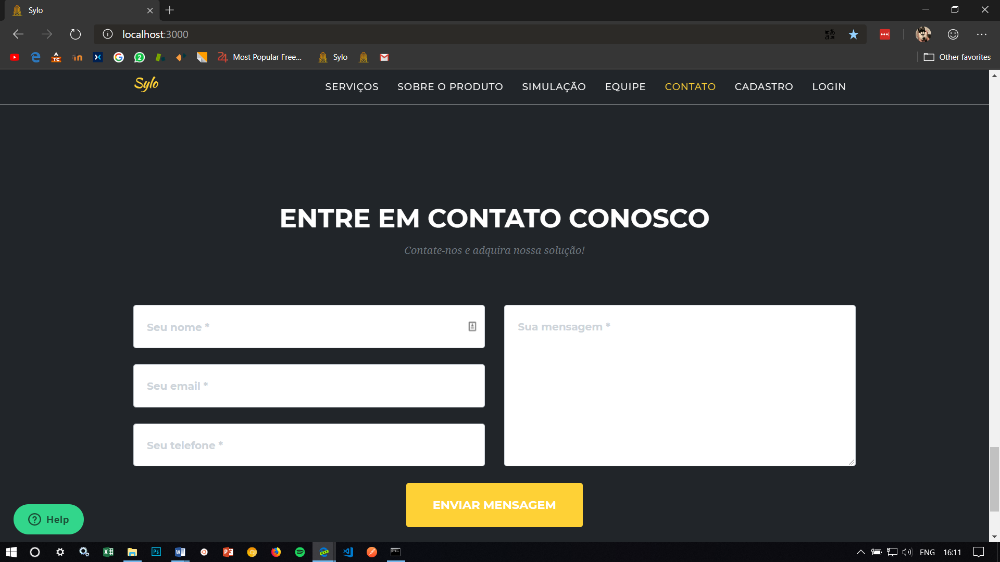 Sylo
localhost:3000
Most Popular Free...
Sylo
Other favorites
Sylo
SERVIÇOS
SOBRE O PRODUTO
SIMULAÇÃO
EQUIPE
CONTATO
CADASTRO
LOGIN
ENTRE EM CONTATO CONOSCO
Contate-nos e adquira nossa solução!
Seu nome *
Sua mensagem *
Seu email *
Seu telefone *
ENVIAR MENSAGEM
Help
ENG
16:11